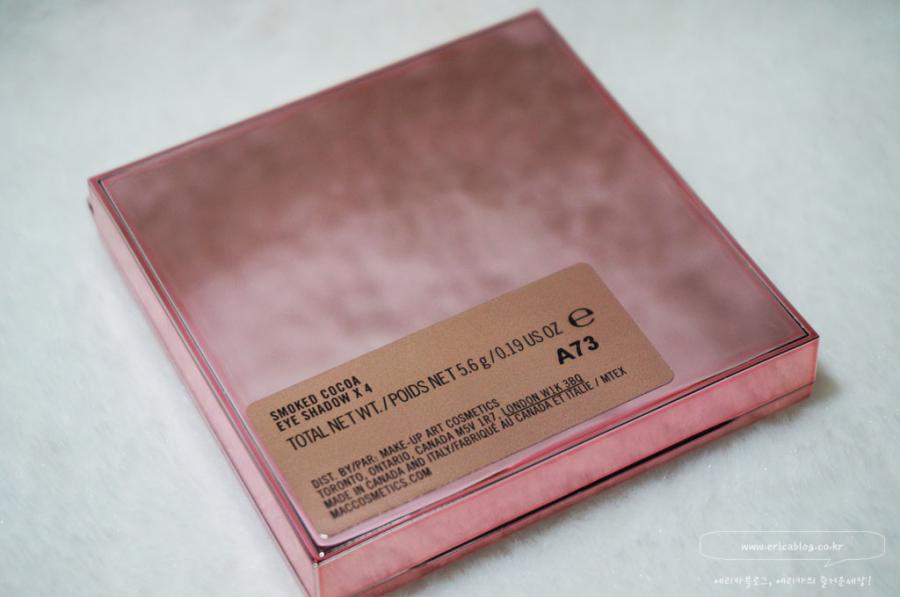 SMOKED COCOA
EYE SHADOW X 4
TOTAL NET WT./POIDS NET 5.6 g/0.19 US OZ e
A73
DIST. BY/PAR: MAKE-UP ART COSMETICS
TORONTO, ONTARIO, CANADA M5V 1R7, LONDON W1K 3BQ
MADE IN CANADA AND ITALY/FABRIQUÉ AU CANADA ET ITALIE / MTEX
MACCOSMETICS.COM
www.ericablog.co.kr
에리카블로그, 에리카의 즐거운세상!